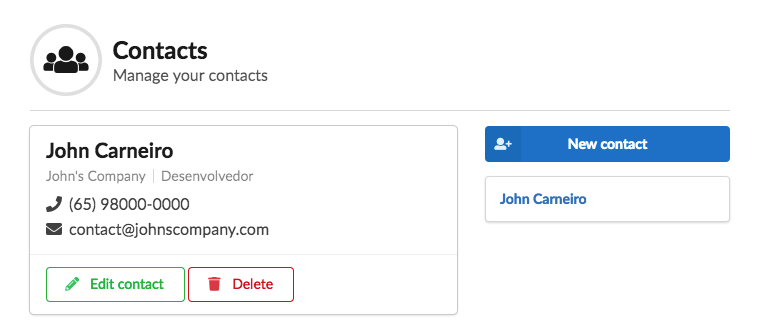 Contacts
Manage your contacts
John Carneiro
John's Company | Desenvolvedor
(65) 98000-0000
contact@johnscompany.com
Edit contact Delete
New contact
John Carneiro